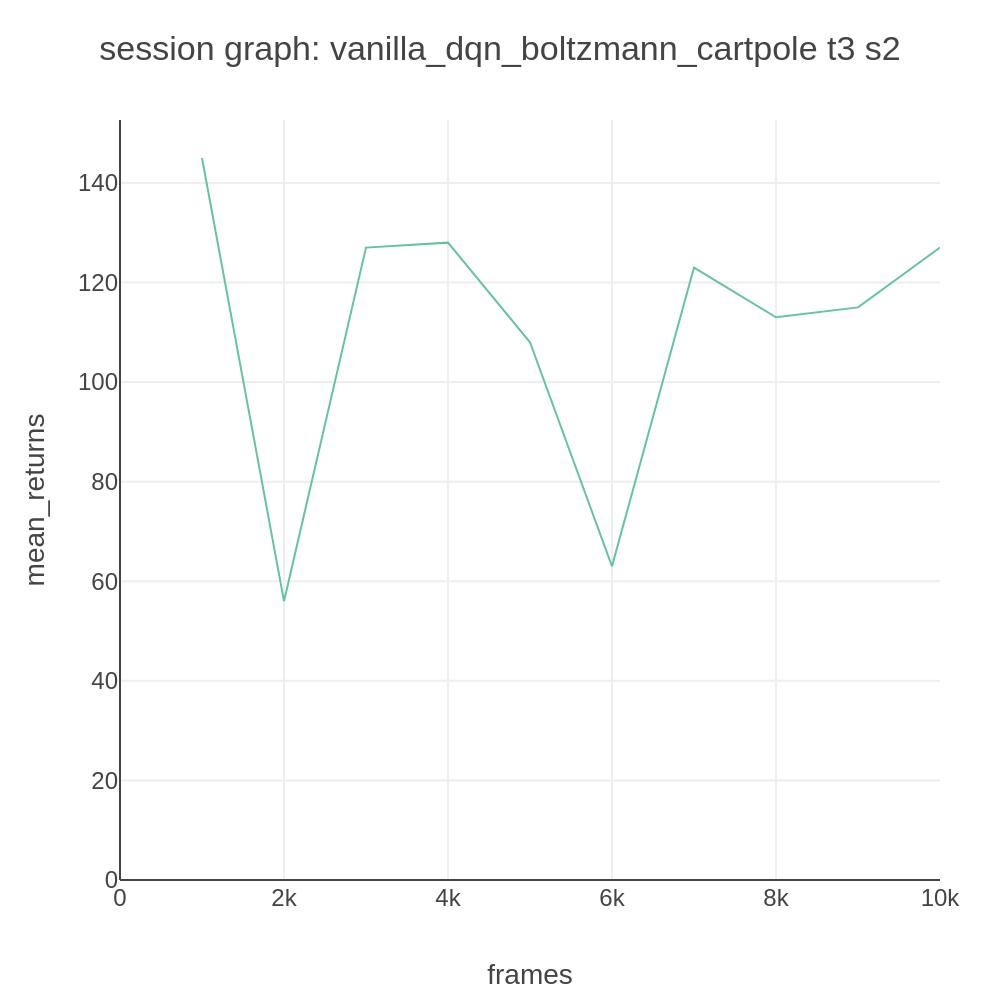 session graph: vanilla_dqn_boltzmann_cartpole t3 s2
mean_returns
140
120
100
80
60
40
20
0
0 2k 4k 6k 8k 10k
frames